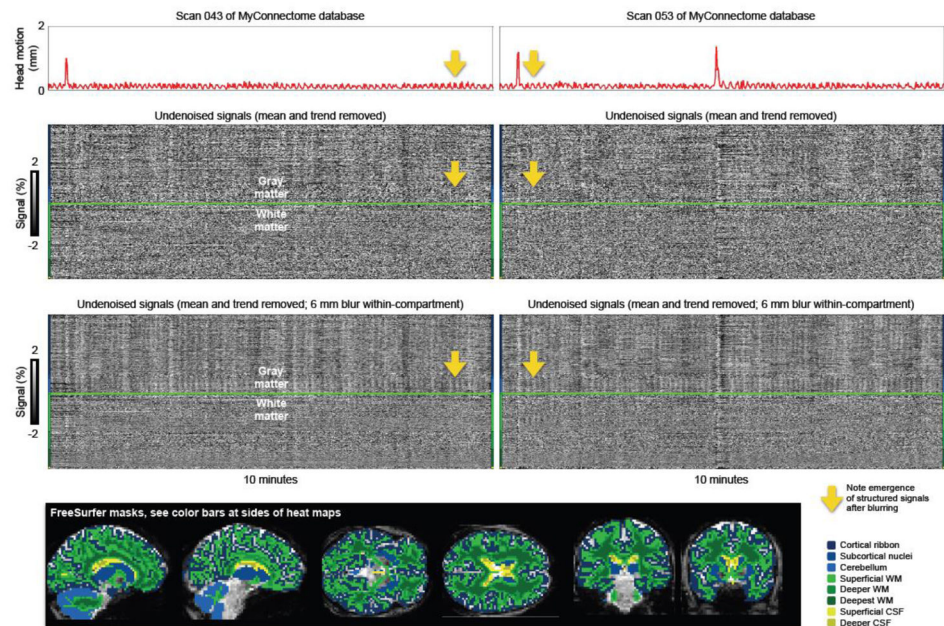 Scan 043 of MyConnectome database
Scan 053 of MyConnectome database
Head motion
(mm)
2
0
Undenoised signals (mean and trend removed)
Undenoised signals (mean and trend removed)
Signal (%)
2
-2
Gray
matter
White
matter
Undenoised signals (mean and trend removed; 6 mm blur within-compartment)
Undenoised signals (mean and trend removed; 6 mm blur within-compartment)
Signal (%)
2
-2
Gray
matter
White
matter
10 minutes
10 minutes
Note emergence
of structured signals
after blurring
FreeSurfer masks, see color bars at sides of heat maps
Cortical ribbon
Subcortical nuclei
Cerebellum
Superficial WM
Deeper WM
Deepest WM
Superficial CSF
Deeper CSF